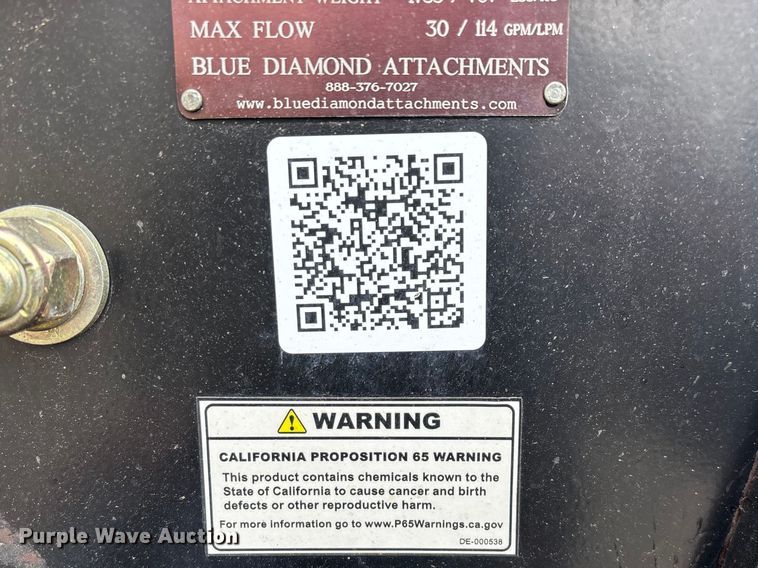 ATTACHMENT WEIGHT
MAX FLOW 30 / 114 GPM/LPM
BLUE DIAMOND ATTACHMENTS
888-376-7027
www.bluediamondattachments.com
WARNING
CALIFORNIA PROPOSITION 65 WARNING
This product contains chemicals known to the
State of California to cause cancer and birth
defects or other reproductive harm.
For more information go to www.P65Warnings.ca.gov
DE-000538
Purple Wave Auction